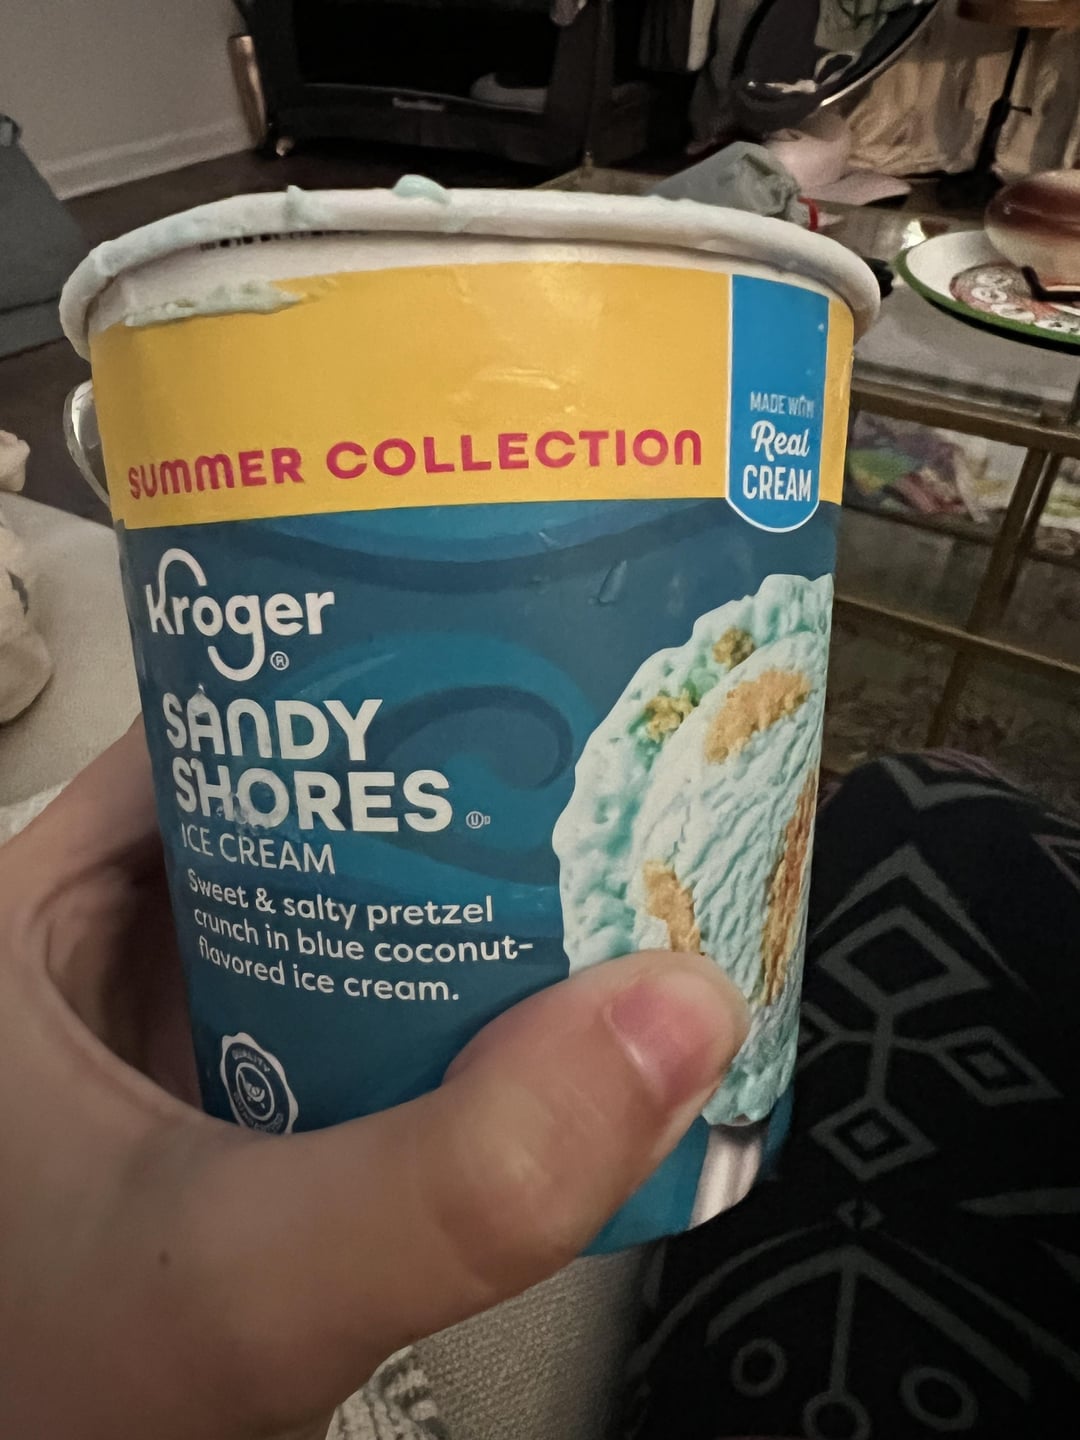 SUMMER COLLECTION
MADE WITH
Real
CREAM
Kroger
®
SANDY
SHORES
ICE CREAM
Sweet & salty pretzel
crunch in blue coconut-
flavored ice cream.
QUALITY